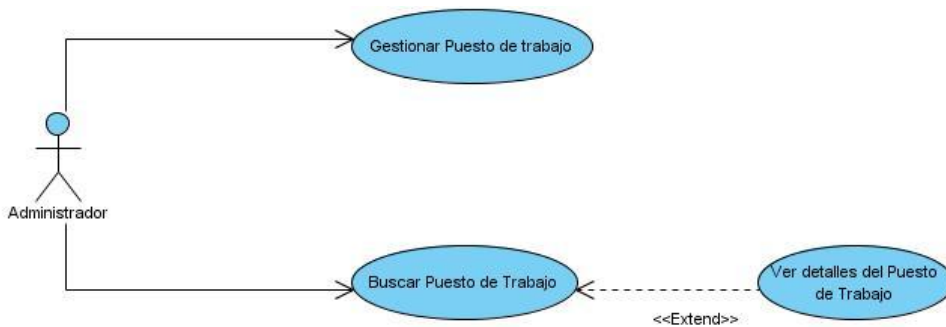 Gestionar Puesto de trabajo
Administrador
Buscar Puesto de Trabajo
Ver detalles del Puesto
de Trabajo
<<Extend>>